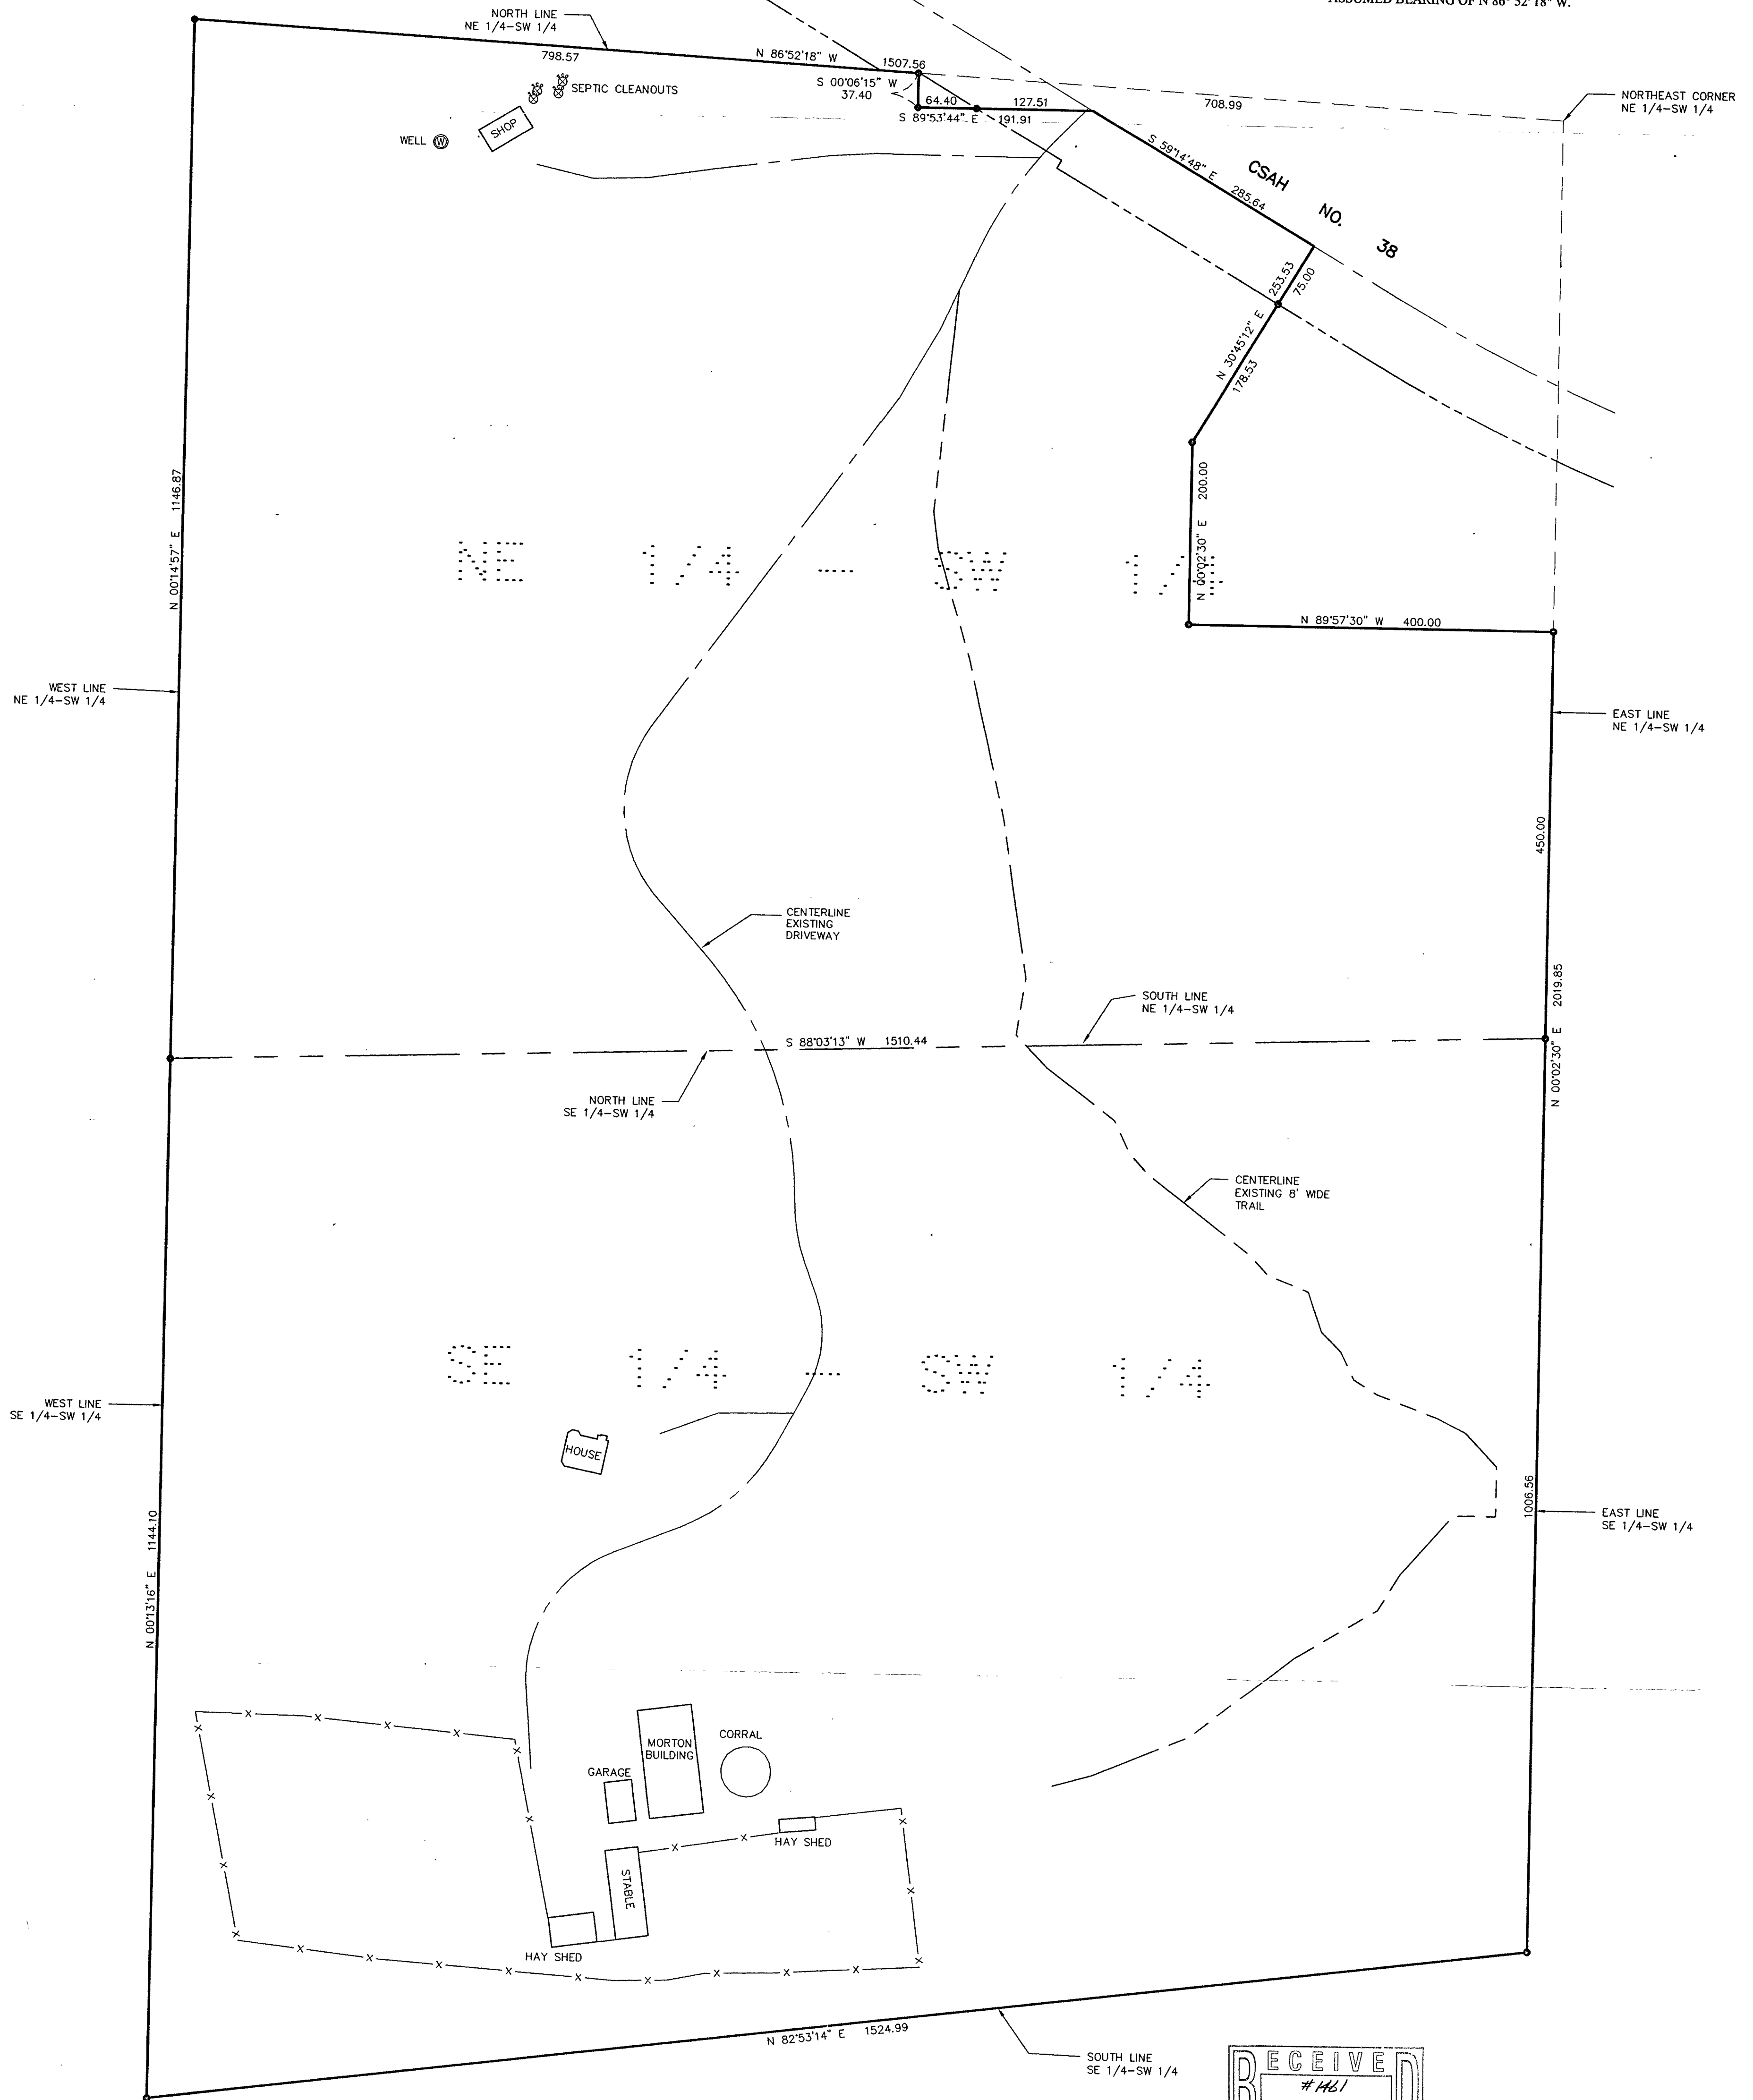 ASSUMED BEARING OF N 86° 52' 18" W.
NORTH LINE
NE 1/4-SW 1/4
798.57
N 86°52'18" W
1507.56
S 00°06'15" W
37.40
64.40
127.51
S 89°53'44" E
191.91
708.99
NORTHEAST CORNER
NE 1/4-SW 1/4
SEPTIC CLEANOUTS
SHOP
WELL
W
S 59°14'48" E
285.64
CSAH
NO.
38
253.53
75.00
N 30°45'12" E
178.53
N 00°02'30" E 200.00
N 00°14'57" E 1146.87
NE 1/4 - SW 1/4
N 89°57'30" W 400.00
WEST LINE
NE 1/4-SW 1/4
EAST LINE
NE 1/4-SW 1/4
450.00
CENTERLINE
EXISTING
DRIVEWAY
N 00°02'30" E 2019.85
SOUTH LINE
NE 1/4-SW 1/4
S 88°03'13" W 1510.44
NORTH LINE
SE 1/4-SW 1/4
CENTERLINE
EXISTING 8' WIDE
TRAIL
SE 1/4 - SW 1/4
WEST LINE
SE 1/4-SW 1/4
HOUSE
1006.56
EAST LINE
SE 1/4-SW 1/4
N 00°13'16" E 1144.10
MORTON
BUILDING
CORRAL
GARAGE
HAY SHED
STABLE
HAY SHED
N 82°53'14" E 1524.99
SOUTH LINE
SE 1/4-SW 1/4
RECEIVED
#1461